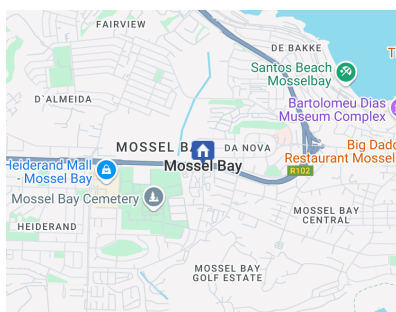 FAIRVIEW
DE BAKKE
Santos Beach
Mosselbay
D`ALMEIDA
Bartolomeu Dias
Museum Complex
MOSSEL BA
DA NOVA
Big Dadd
Restaurant Mossel
Mossel Bay
Heiderand Mall
- Mossel Bay
R102
Mossel Bay Cemetery
MOSSEL BAY
CENTRAL
HEIDERAND
MOSSEL BAY
GOLF ESTATE